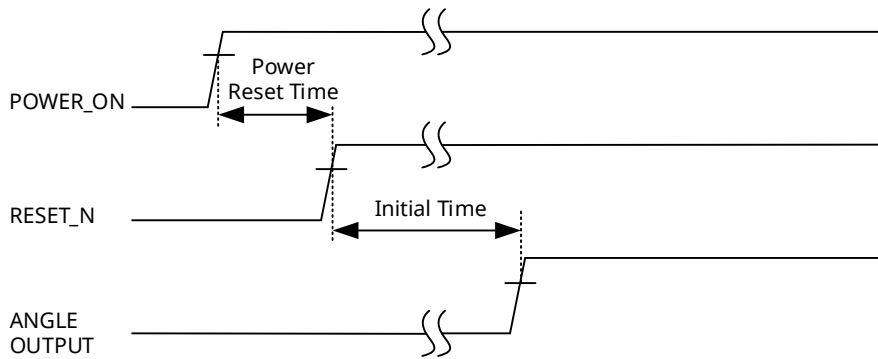 Power
Reset Time
POWER_ON
Initial Time
RESET_N
ANGLE
OUTPUT